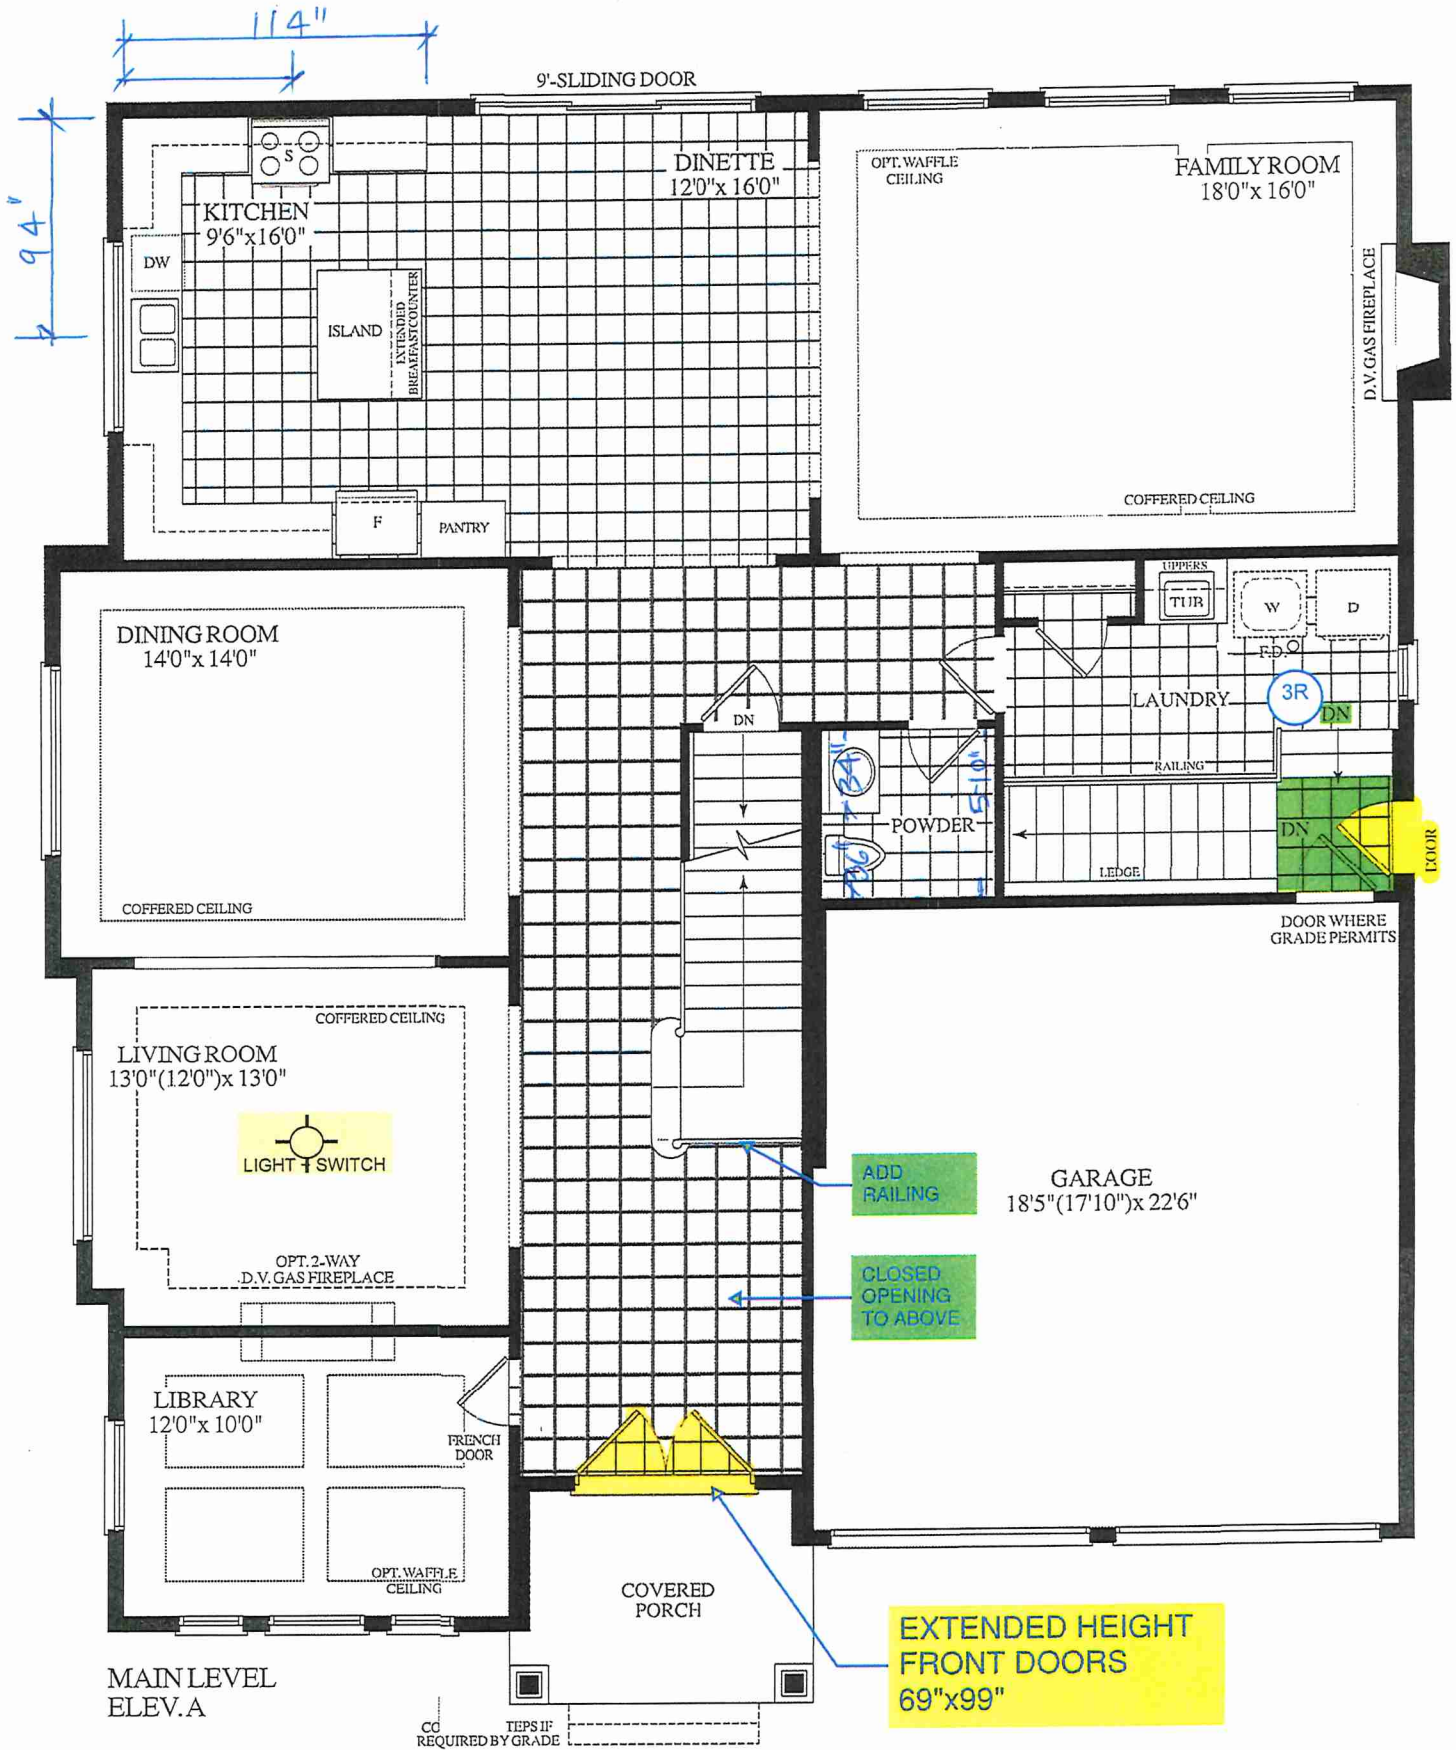 114"
94"
9'-SLIDING DOOR
S
KITCHEN
9'6"x16'0"
DW
ISLAND
EXTENDED
BREAKFAST COUNTER
F
PANTRY
DINETTE
12'0"x 16'0"
OPT. WAFFLE
CEILING
FAMILY ROOM
18'0"x 16'0"
D.V. GAS FIREPLACE
COFFERED CEILING
DINING ROOM
14'0"x 14'0"
COFFERED CEILING
DN
UPPERS
TUB
W
D
F.D.
LAUNDRY
3R
DN
RAILING
34"
36"
5-10"
POWDER
DN
LEDGE
DOOR
DOOR WHERE
GRADE PERMITS
COFFERED CEILING
LIVING ROOM
13'0"(12'0")x 13'0"
LIGHT + SWITCH
OPT. 2-WAY
D.V. GAS FIREPLACE
ADD
RAILING
CLOSED
OPENING
TO ABOVE
GARAGE
18'5"(17'10")x 22'6"
LIBRARY
12'0"x 10'0"
FRENCH
DOOR
OPT. WAFFLE
CEILING
COVERED
PORCH
EXTENDED HEIGHT
FRONT DOORS
69"x99"
MAIN LEVEL
ELEV. A
TEPS IF
REQUIRED BY GRADE